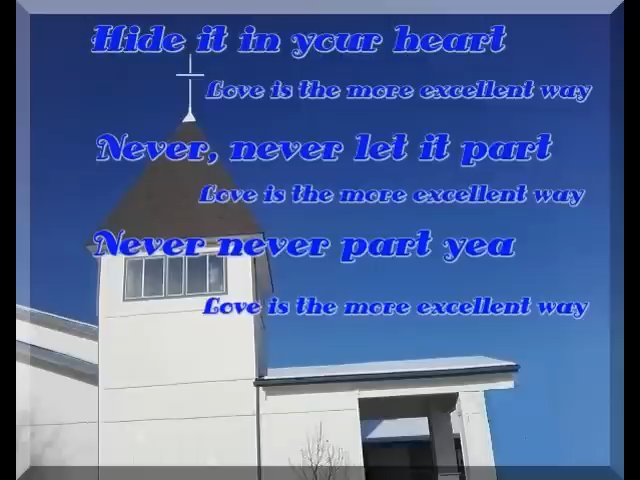 Hide it in your heart
Love is the more excellent way
Never, never let it part
Love is the more excellent way
Never never part yea
Love is the more excellent way